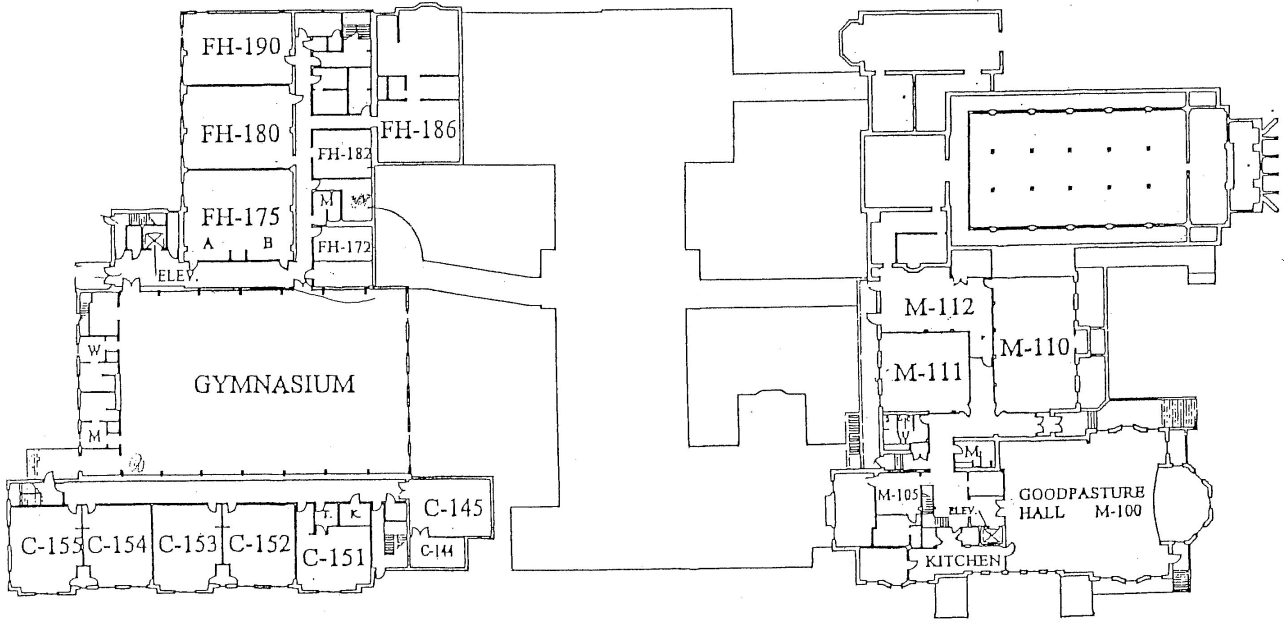 FH-190
FH-180
FH-186
FH-182
M
FH-175
A B
FH-172
ELEV.
M-112
M-110
M-111
W
GYMNASIUM
M
M
C-145
M-105
GOODPASTURE
HALL M-100
ELEV.
T. K.
C-155
C-154
C-153
C-152
C-151
C-144
KITCHEN